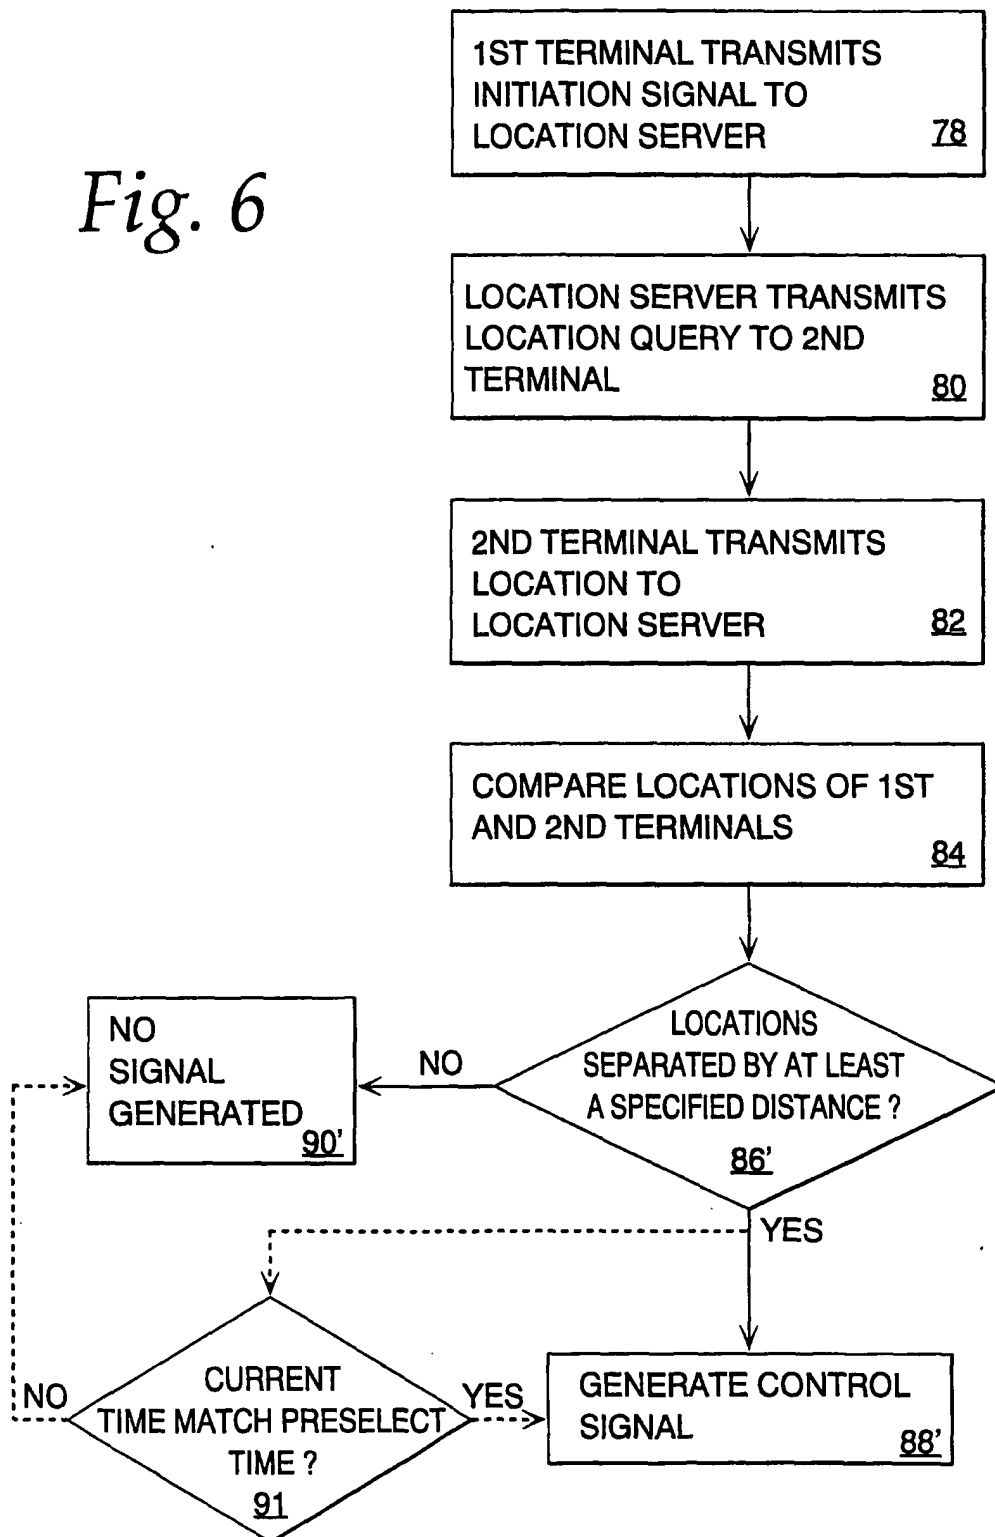 Fig. 6
1ST TERMINAL TRANSMITS
INITIATION SIGNAL TO
LOCATION SERVER
78
LOCATION SERVER TRANSMITS
LOCATION QUERY TO 2ND
TERMINAL
80
2ND TERMINAL TRANSMITS
LOCATION TO
LOCATION SERVER
82
COMPARE LOCATIONS OF 1ST
AND 2ND TERMINALS
84
LOCATIONS
SEPARATED BY AT LEAST
A SPECIFIED DISTANCE ?
86'
NO
NO
SIGNAL
GENERATED
90'
YES
CURRENT
TIME MATCH PRESELECT
TIME ?
91
NO
YES
GENERATE CONTROL
SIGNAL
88'